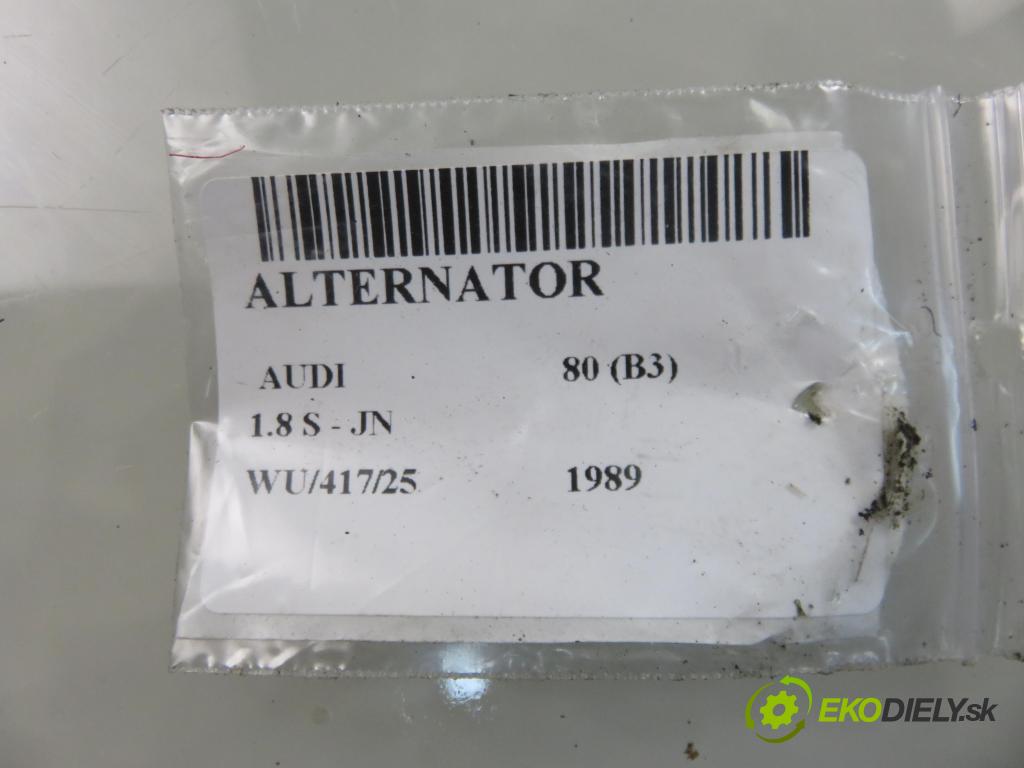 ALTERNATOR
AUDI 80 (B3)
1.8 S - JN
WU/417/25 1989
EKODIELY.sk